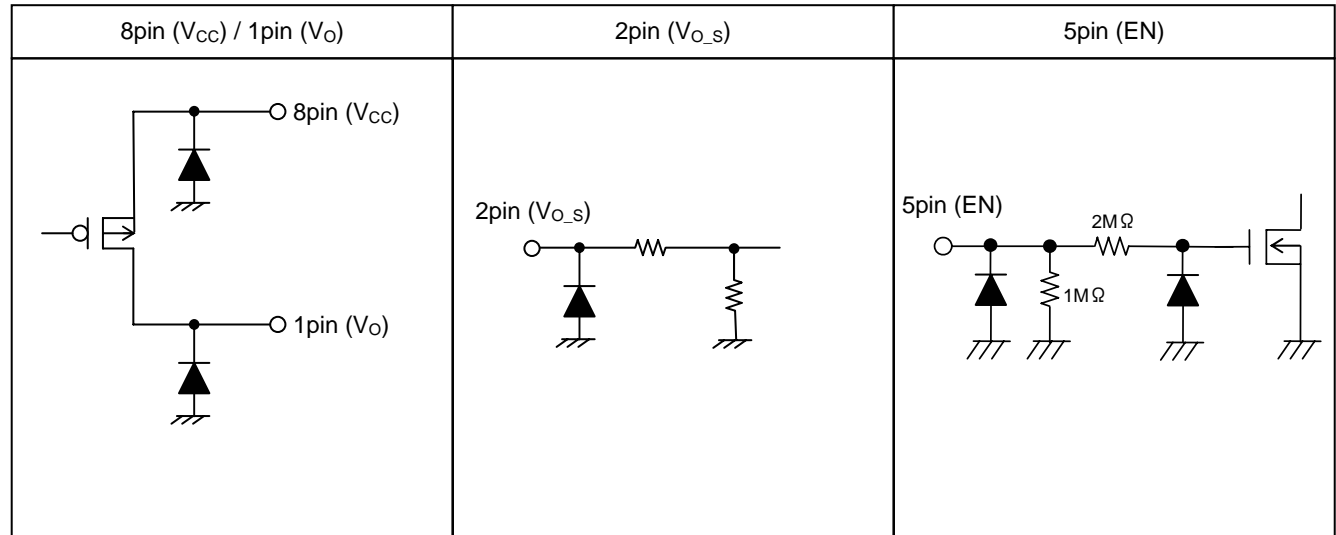 8pin (VCC) / 1pin (VO)
2pin (VO_S)
5pin (EN)
8pin (VCC)
1pin (VO)
2pin (VO_S)
5pin (EN)
2MΩ
1MΩ